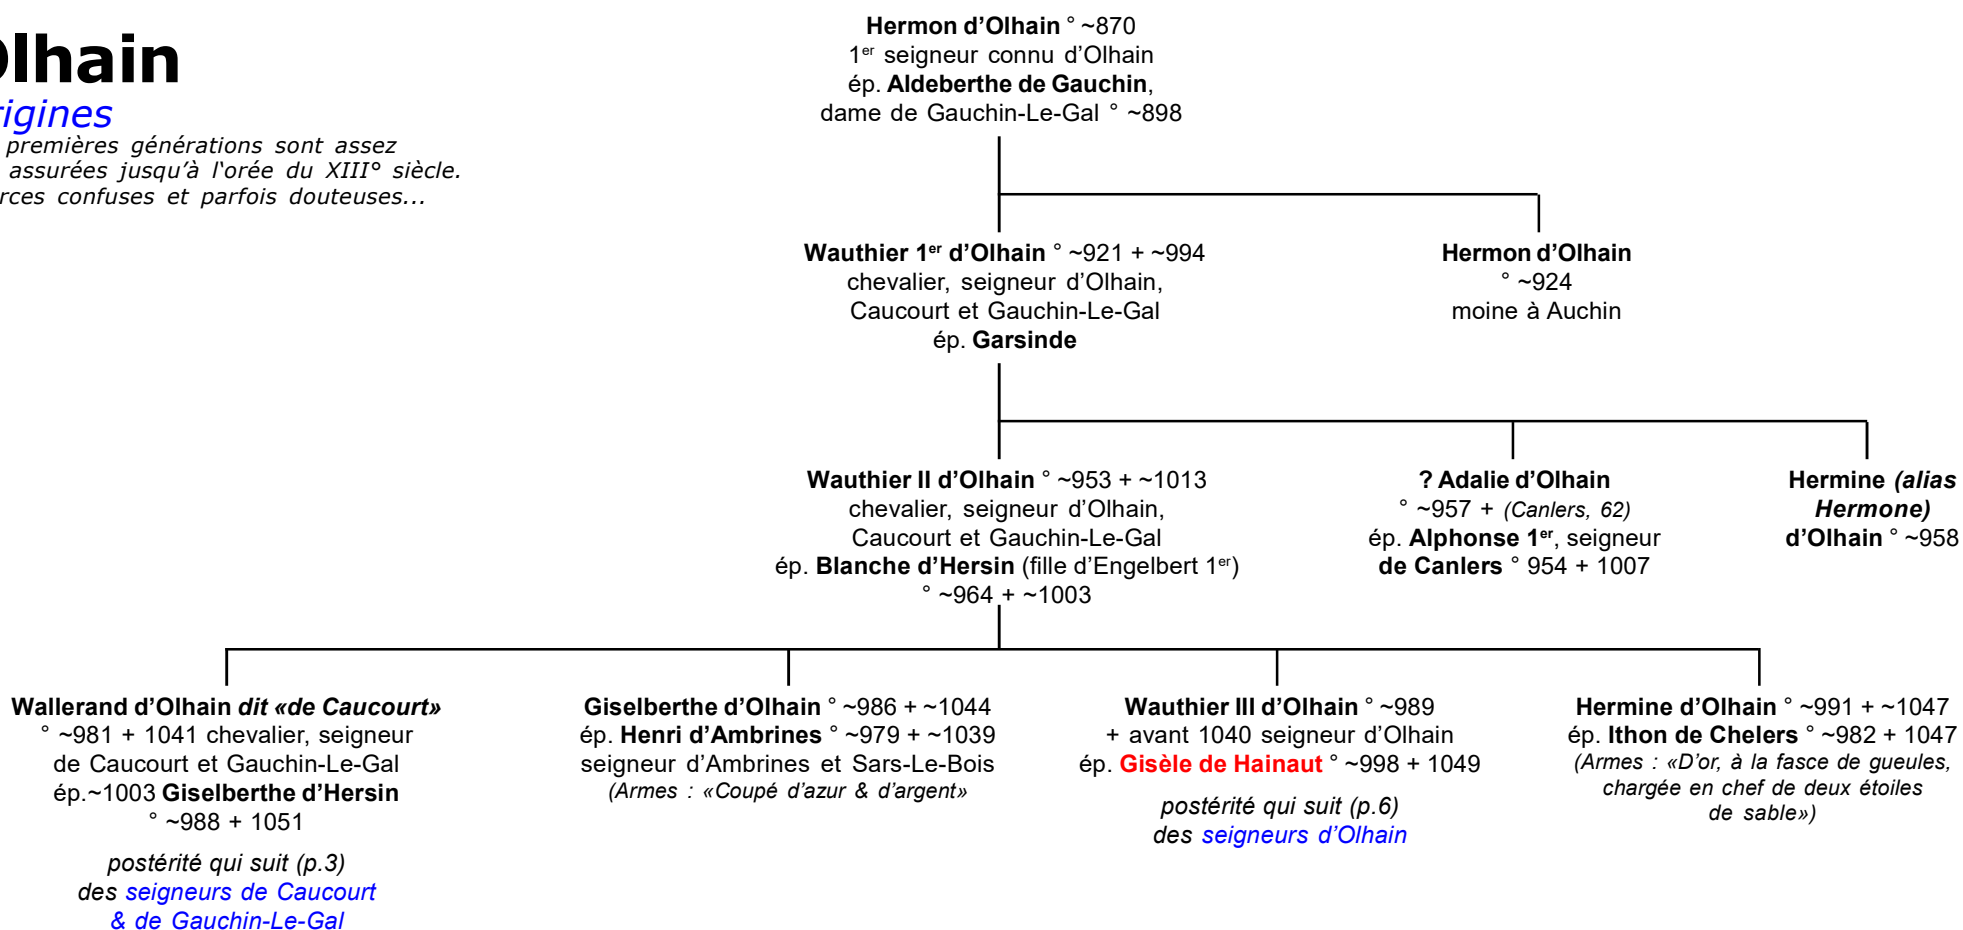 Olhain
rigines
premières générations sont assez
assurées jusqu'à l'orée du XIII° siècle.
rces confuses et parfois douteuses...
Hermon d'Olhain ° ~870
1er seigneur connu d'Olhain
ép. Aldeberthe de Gauchin,
dame de Gauchin-Le-Gal ° ~898
Wauthier 1er d'Olhain ° ~921 + ~994
chevalier, seigneur d'Olhain,
Caucourt et Gauchin-Le-Gal
ép. Garsinde
Hermon d'Olhain
° ~924
moine à Auchin
Wauthier II d'Olhain ° ~953 + ~1013
chevalier, seigneur d'Olhain,
Caucourt et Gauchin-Le-Gal
ép. Blanche d'Hersin (fille d'Engelbert 1er)
° ~964 + ~1003
? Adalie d'Olhain
° ~957 + (Canlers, 62)
ép. Alphonse 1er, seigneur
de Canlers ° 954 + 1007
Hermine (alias
Hermone)
d'Olhain ° ~958
Wallerand d'Olhain dit «de Caucourt»
° ~981 + 1041 chevalier, seigneur
de Caucourt et Gauchin-Le-Gal
ép.~1003 Giselberthe d'Hersin
° ~988 + 1051
postérité qui suit (p.3)
des seigneurs de Caucourt
& de Gauchin-Le-Gal
Giselberthe d'Olhain ° ~986 + ~1044
ép. Henri d'Ambrines ° ~979 + ~1039
seigneur d'Ambrines et Sars-Le-Bois
(Armes : «Coupé d'azur & d'argent»
Wauthier III d'Olhain ° ~989
+ avant 1040 seigneur d'Olhain
ép. Gisèle de Hainaut ° ~998 + 1049
postérité qui suit (p.6)
des seigneurs d'Olhain
Hermine d'Olhain ° ~991 + ~1047
ép. Ithon de Chelers ° ~982 + 1047
(Armes : «D'or, à la fasce de gueules,
chargée en chef de deux étoiles
de sable»)